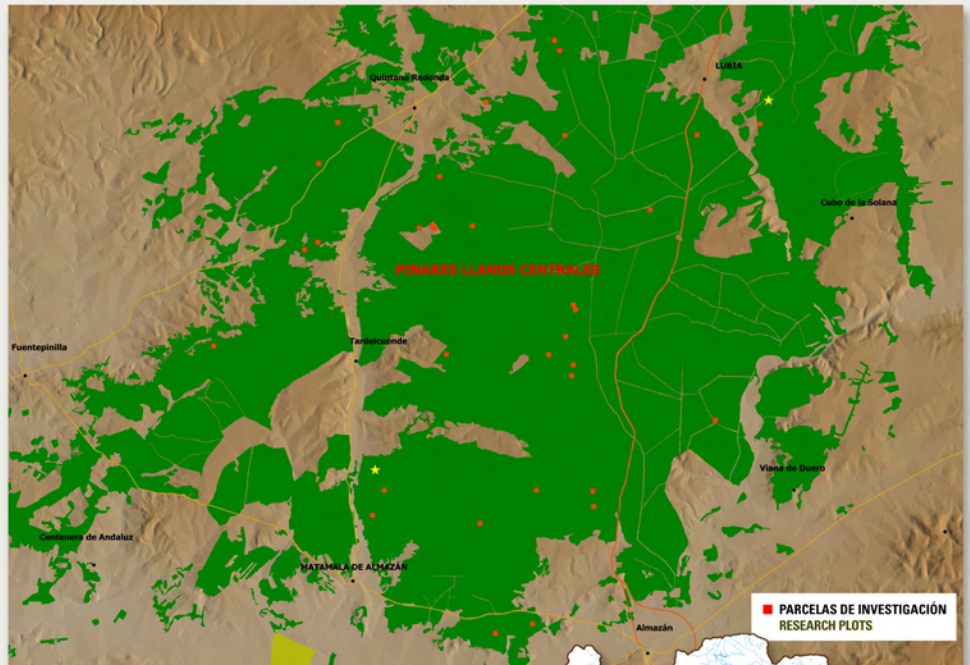 LUBIA
Quintana Redonda
Cubo de la Solana
PINARES LLANOS CENTRALES
Tardelcuende
Fuentepinilla
Viana de Duero
Centenera de Andaluz
MATAMALA DE ALMAZÁN
PARCELAS DE INVESTIGACIÓN
RESEARCH PLOTS
Almazán